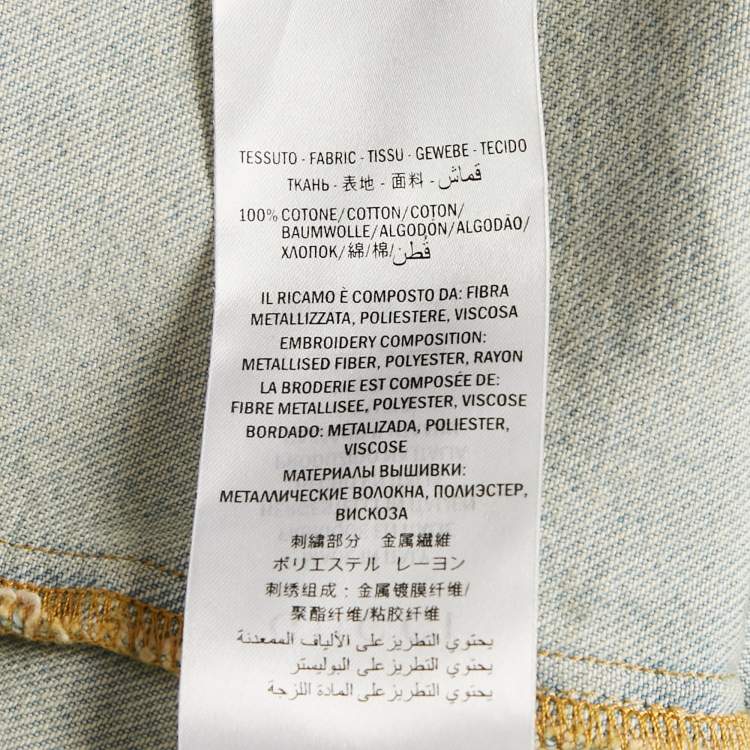 TESSUTO - FABRIC - TISSU - GEWEBE - TECIDO
ТКАНЬ - 表地 - 面料 - قماش
100% COTONE/COTTON/COTON/
BAUMWOLLE/ALGODÓN/ALGODÃO/
ХЛОПОК/綿/棉/قُطن
IL RICAMO È COMPOSTO DA: FIBRA
METALLIZZATA, POLIESTERE, VISCOSA
EMBROIDERY COMPOSITION:
METALLISED FIBER, POLYESTER, RAYON
LA BRODERIE EST COMPOSÉE DE:
FIBRE METALLISEE, POLYESTER, VISCOSE
BORDADO: METALIZADA, POLIESTER,
VISCOSE
МАТЕРИАЛЫ ВЫШИВКИ:
МЕТАЛЛИЧЕСКИЕ ВОЛОКНА, ПОЛИЭСТЕР,
ВИСКОЗА
刺繍部分 金属繊維
ポリエステル レーヨン
刺绣组成：金属镀膜纤维/
聚酯纤维/粘胶纤维
يحتوي التطريز على الألياف الممعدنة
يحتوي التطريز على البوليستر
يحتوي التطريز على المادة اللزجة